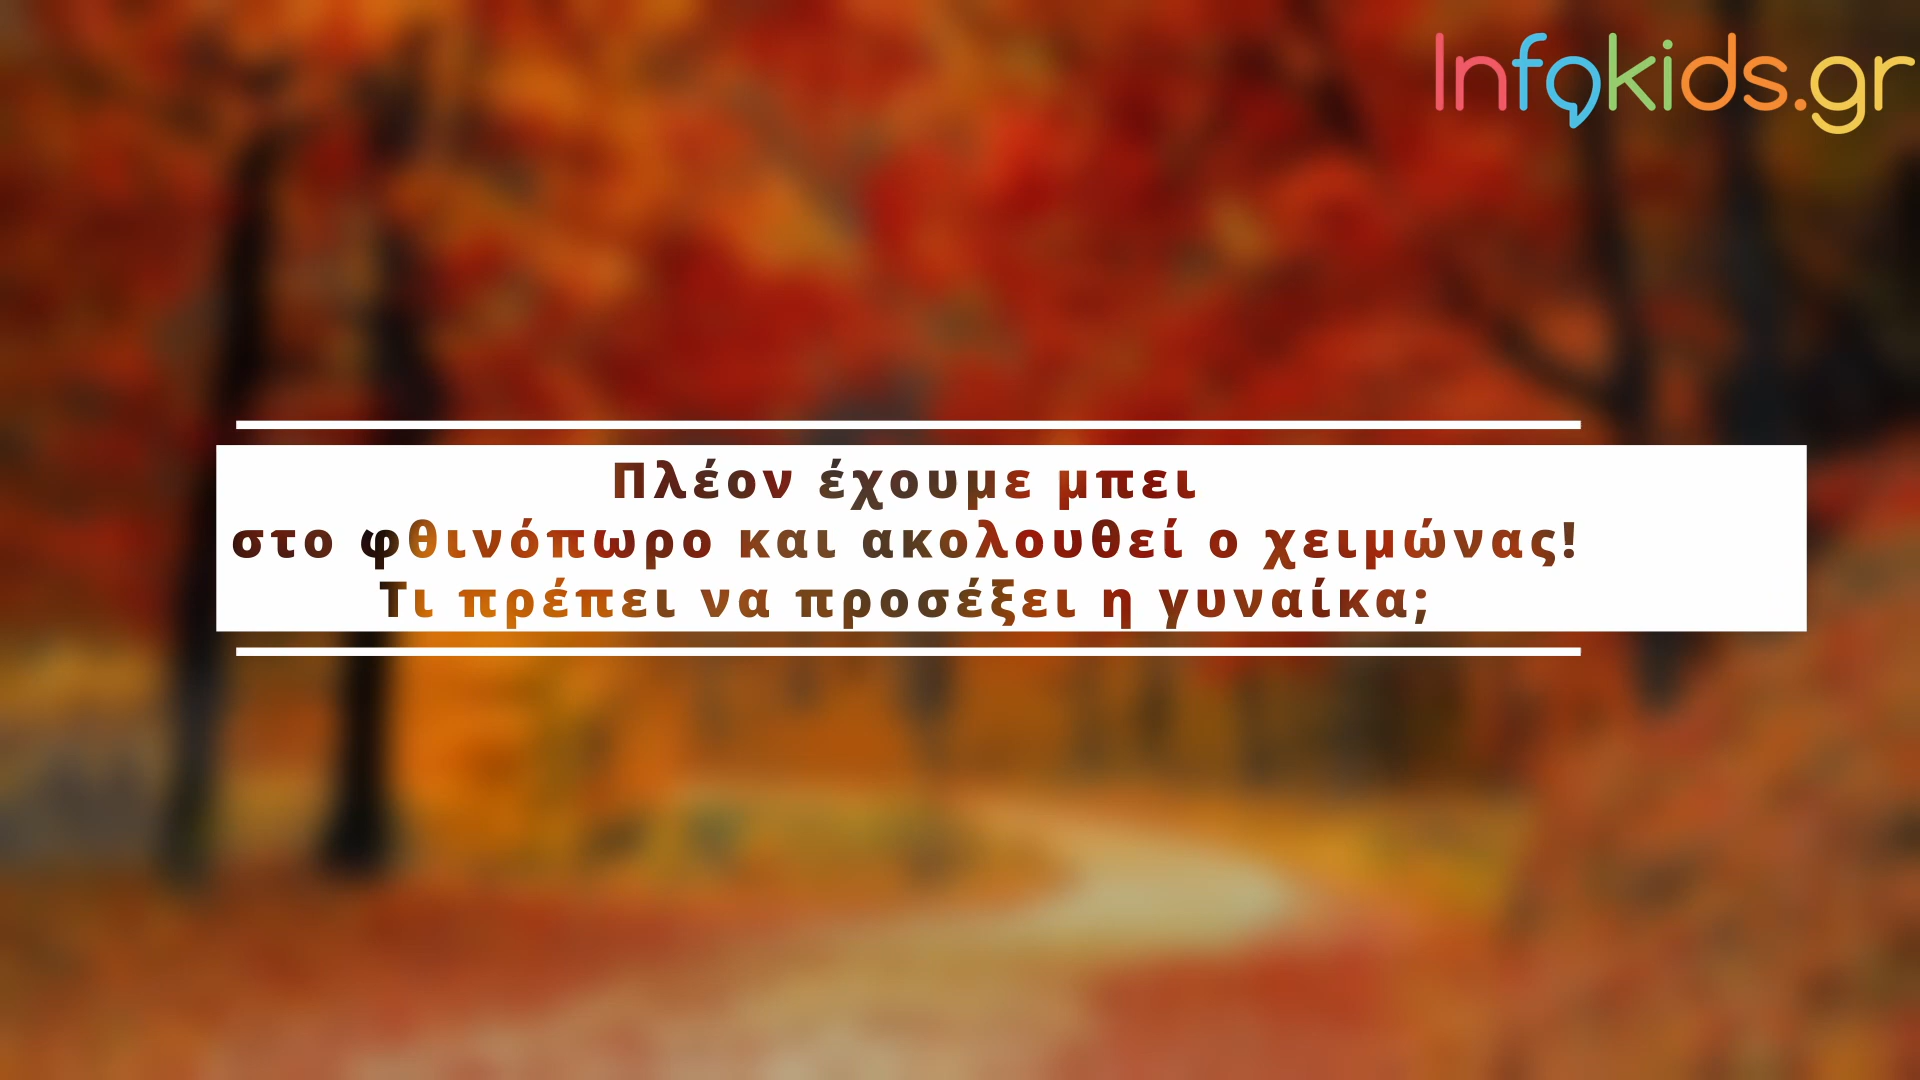 Infokids.gr
Πλέον έχουμε μπει
στο φθινόπωρο και ακολουθεί ο χειμώνας!
Τι πρέπει να προσέξει η γυναίκα;